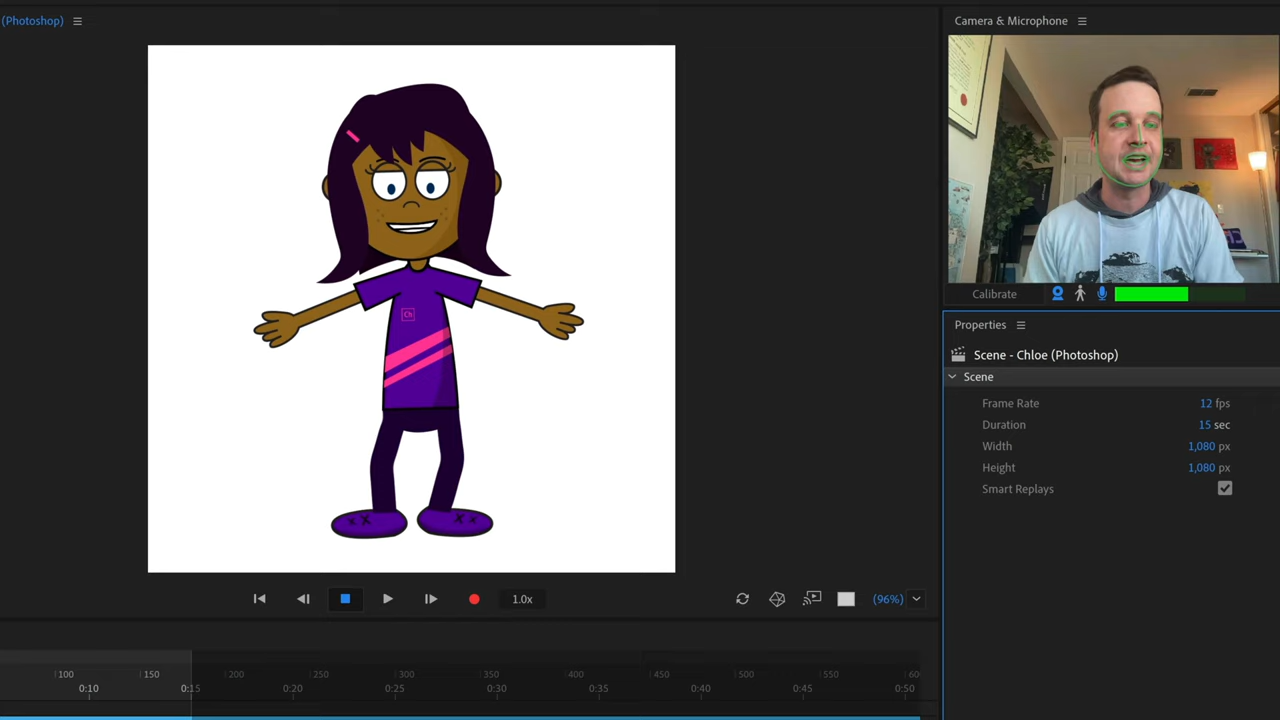 (Photoshop)
Camera & Microphone
Ch
Calibrate
Properties
Scene - Chloe (Photoshop)
Scene
Frame Rate 12 fps
Duration 15 sec
Width 1,080 px
Height 1,080 px
Smart Replays
1.0x
(96%)
100 150 200 250 300 350 400 450 500 550
0:10 0:15 0:20 0:25 0:30 0:35 0:40 0:45 0:50